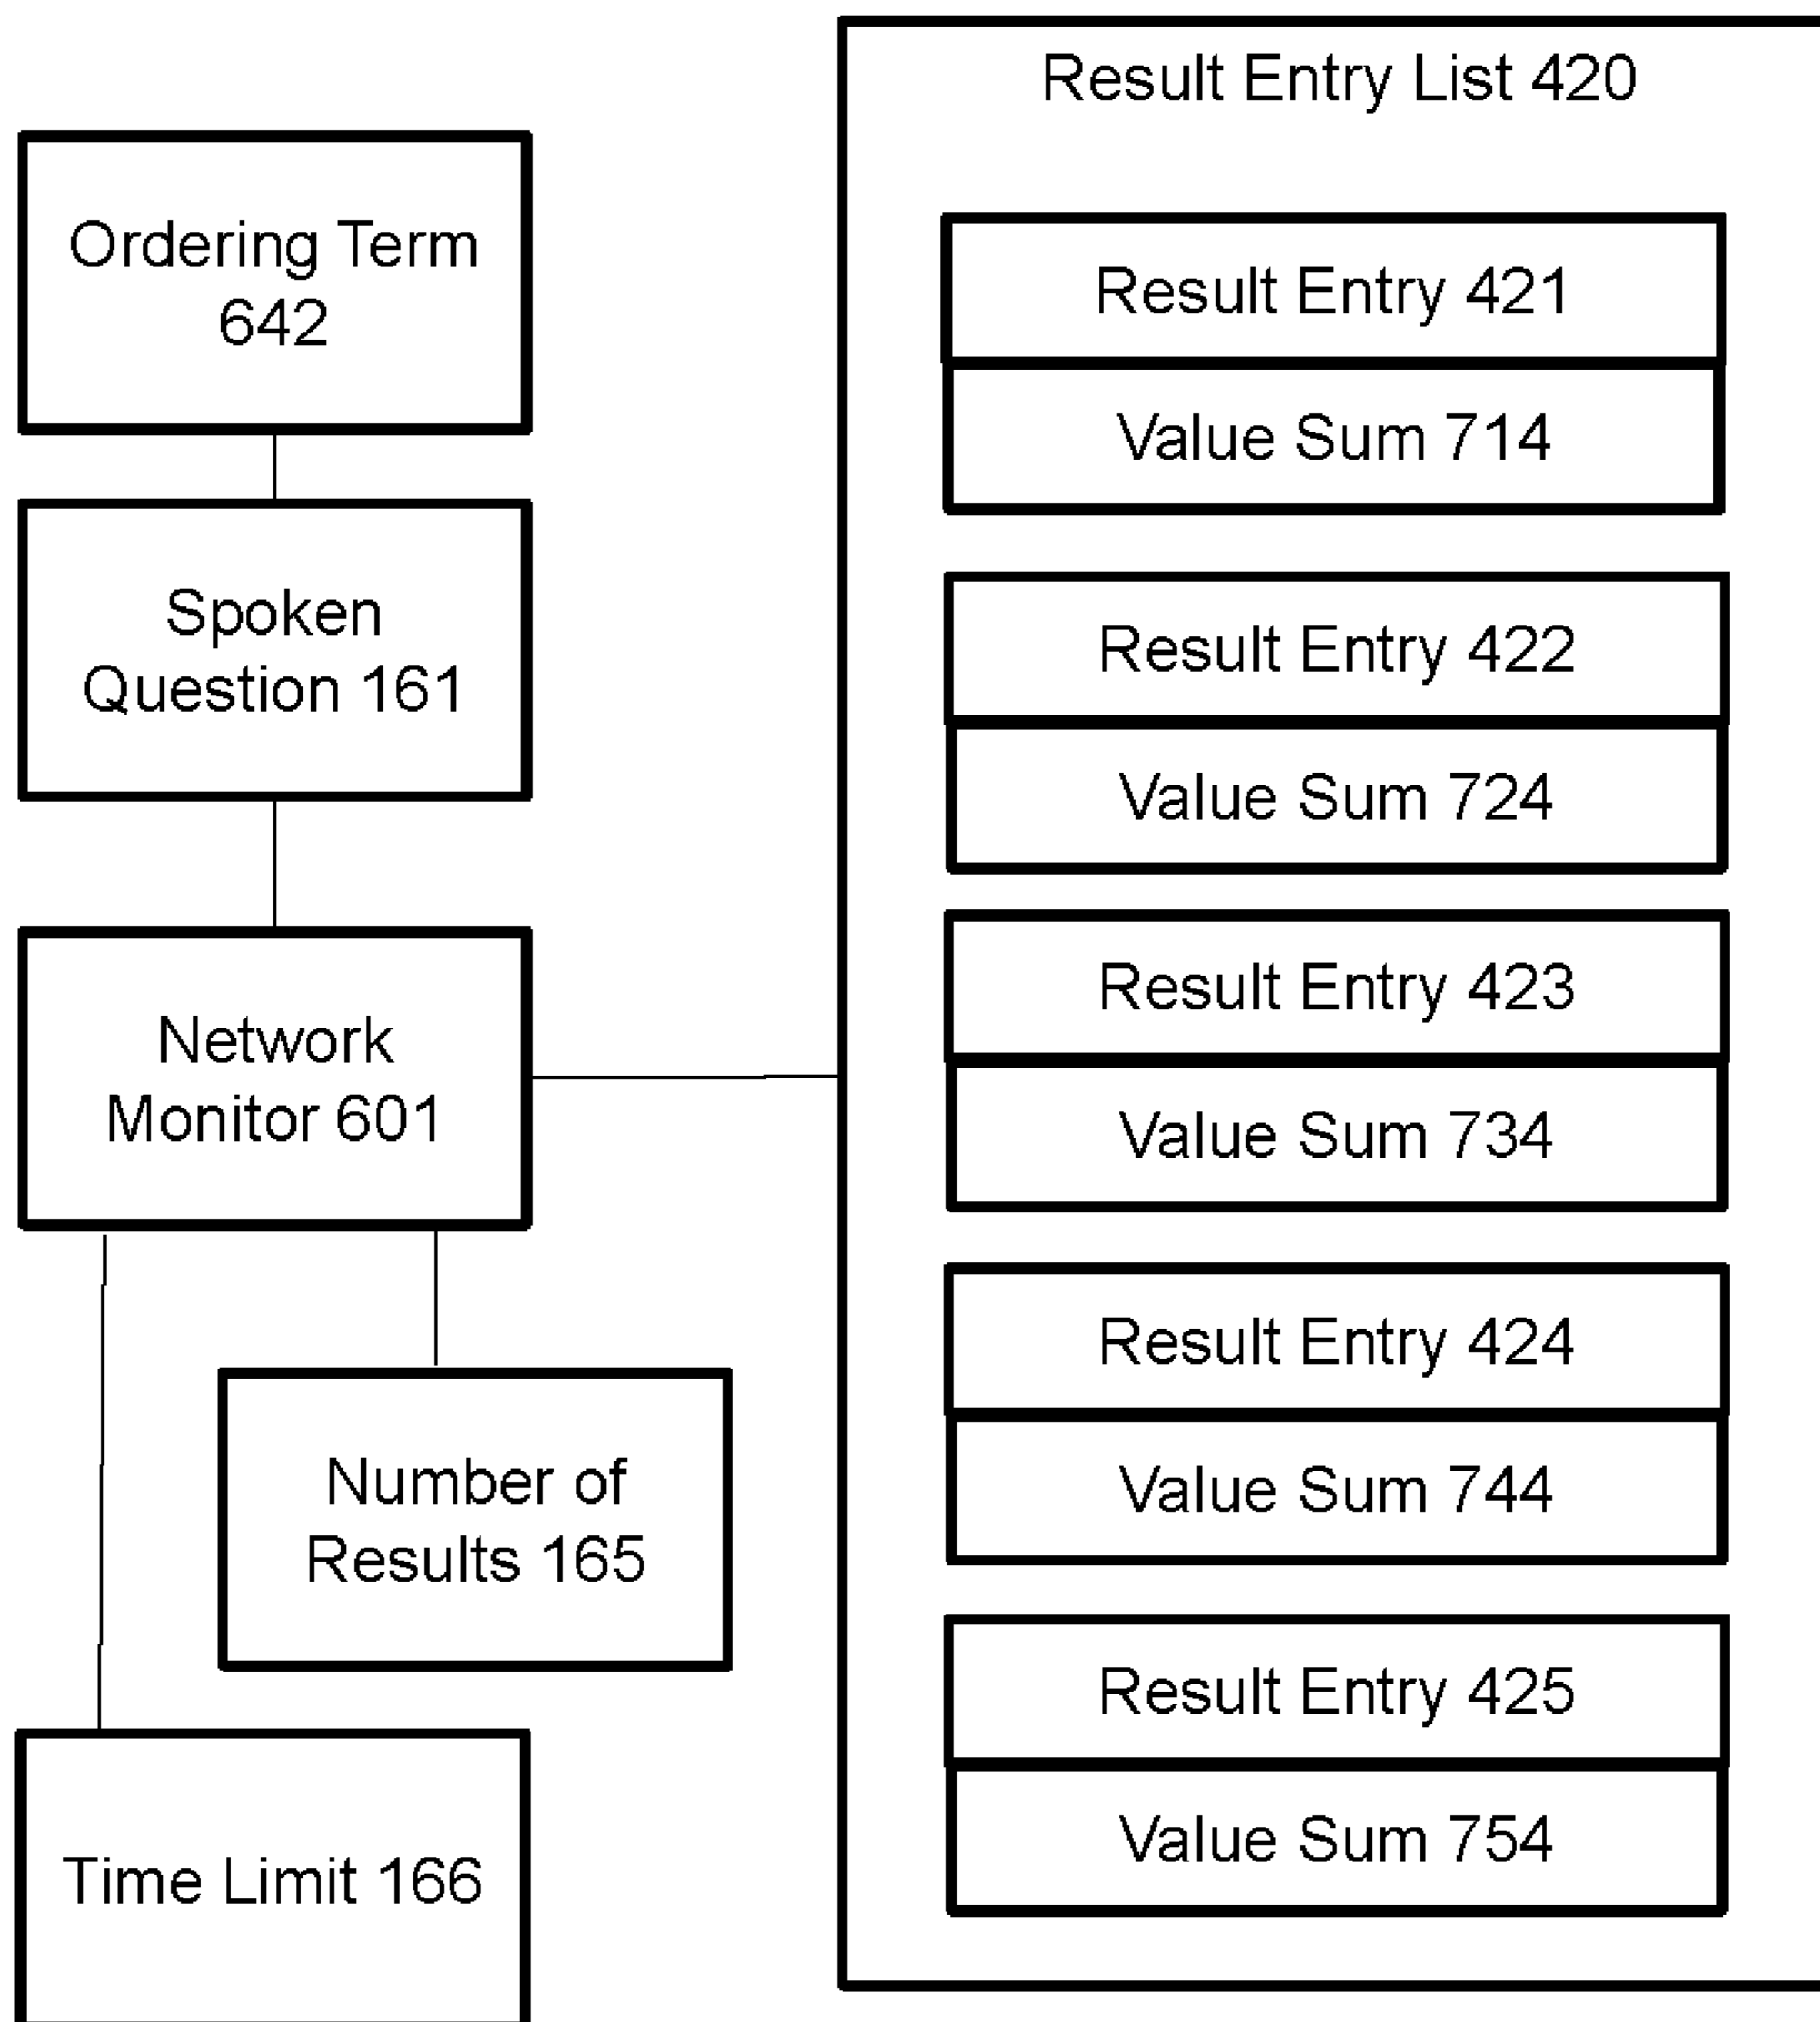 Ordering Term
642
Spoken
Question 161
Network
Monitor 601
Number of
Results 165
Time Limit 166
Result Entry List 420
Result Entry 421
Value Sum 714
Result Entry 422
Value Sum 724
Result Entry 423
Value Sum 734
Result Entry 424
Value Sum 744
Result Entry 425
Value Sum 754